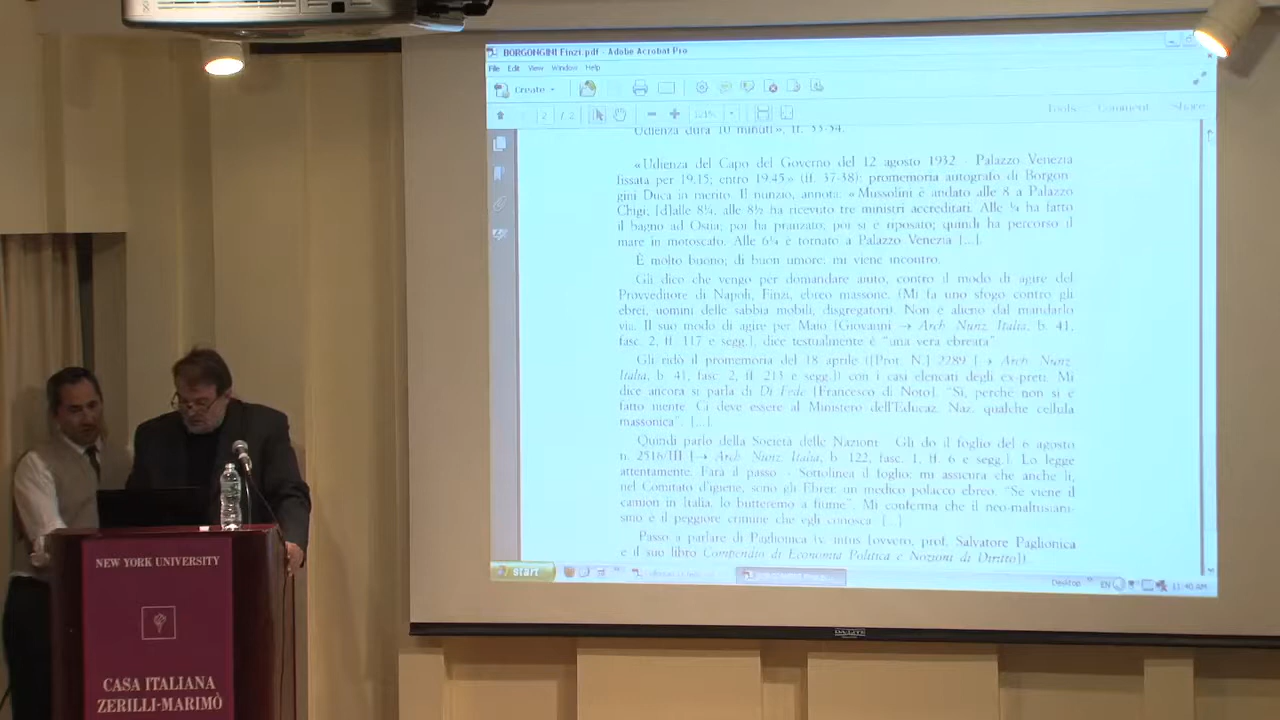 BORGONGINI Finzi.pdf - Adobe Acrobat Pro
File Edit View Window Help
Create
2 / 2
Tools Comment Share
Udienza dura 10 minuti», ff. 33-34.
«Udienza del Capo del Governo del 12 agosto 1932 - Palazzo Venezia
fissata per 19.15; entro 19.45» (ff. 37-38): promemoria autografo di Borgon-
gini Duca in merito. Il nunzio, annota: «Mussolini è andato alle 8 a Palazzo
Chigi, [d]alle 8¼, alle 8½ ha ricevuto tre ministri accreditati. Alle ¼ ha fatto
il bagno ad Ostia; poi ha pranzato; poi si è riposato; quindi ha percorso il
mare in motoscafo. Alle 6¼ è tornato a Palazzo Venezia [...].
È molto buono; di buon umore: mi viene incontro.
Gli dico che vengo per domandare aiuto, contro il modo di agire del
Provveditore di Napoli, Finzi, ebreo massone. (Mi fa uno sfogo contro gli
ebrei, uomini delle sabbia mobili, disgregatori). Non è alieno dal mandarlo
via. Il suo modo di agire per Maio [Giovanni → Arch. Nunz. Italia, b. 41,
fasc. 2, ff. 117 e segg.], dice testualmente è "una vera ebreata"
Gli ridò il promemoria del 18 aprile ([Prot. N.] 2289 [→ Arch. Nunz.
Italia, b. 41, fasc. 2, ff. 213 e segg.]) con i casi elencati degli ex-preti. Mi
dice ancora si parla di Di Fede [Francesco di Noto]. "Sì, perché non si è
fatto niente. Ci deve essere al Ministero dell'Educaz. Naz. qualche cellula
massonica". [...].
Quindi parlo della Società delle Nazioni. Gli do il foglio del 6 agosto
n. 2516/III [→ Arch. Nunz. Italia, b. 122, fasc. 1, ff. 6 e segg.]. Lo legge
attentamente. Farà il passo - Sottolinea il foglio: mi assicura che anche lì,
nel Comitato d'igiene, sono gli Ebrei: un medico polacco ebreo. "Se viene il
camion in Italia, lo butteremo a fiume". Mi conferma che il neo-maltusiani-
smo è il peggiore crimine che egli conosca. [...]
Passo a parlare di Paglionica [v. infus [ovvero, prof. Salvatore Paglionica
e il suo libro Compendio di Economia Politica e Nozioni di Diritto])
start
Desktop
EN
11:40 AM
DA-LITE
NEW YORK UNIVERSITY
CASA ITALIANA
ZERILLI-MARIMÒ